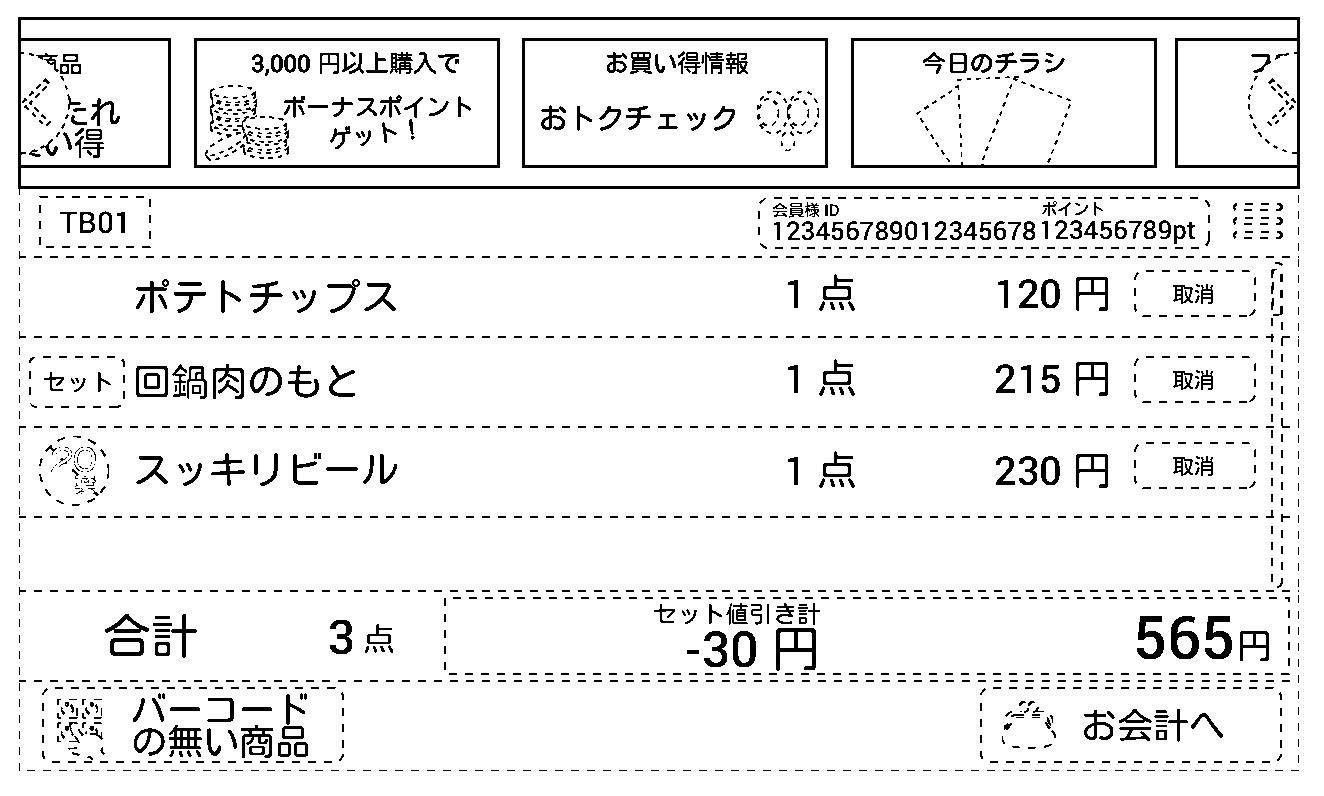 商品
たれ
い得
3,000 円以上購入で
ボーナスポイント
ゲット！
お買い得情報
おトクチェック
今日のチラシ
フ
TB01
会員様 ID ポイント
123456789012345678 123456789pt
ポテトチップス 1 点 120 円 取消
セット 回鍋肉のもと 1 点 215 円 取消
スッキリビール 1 点 230 円 取消
合計 3 点 セット値引き計 -30 円 565円
バーコード
の無い商品
お会計へ